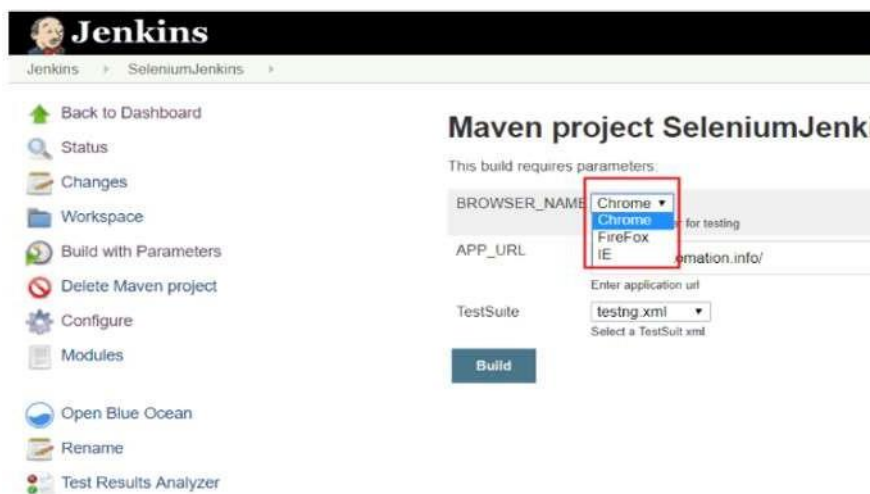 Jenkins
Jenkins SeleniumJenkins
Back to Dashboard
Status
Changes
Workspace
Build with Parameters
Delete Maven project
Configure
Modules
Open Blue Ocean
Rename
Test Results Analyzer
Maven project SeleniumJenki
This build requires parameters:
BROWSER_NAME Chrome
Chrome
for testing
FireFox
IE
APP_URL omation.info/
Enter application url
TestSuite testng.xml
Select a TestSuit xml
Build